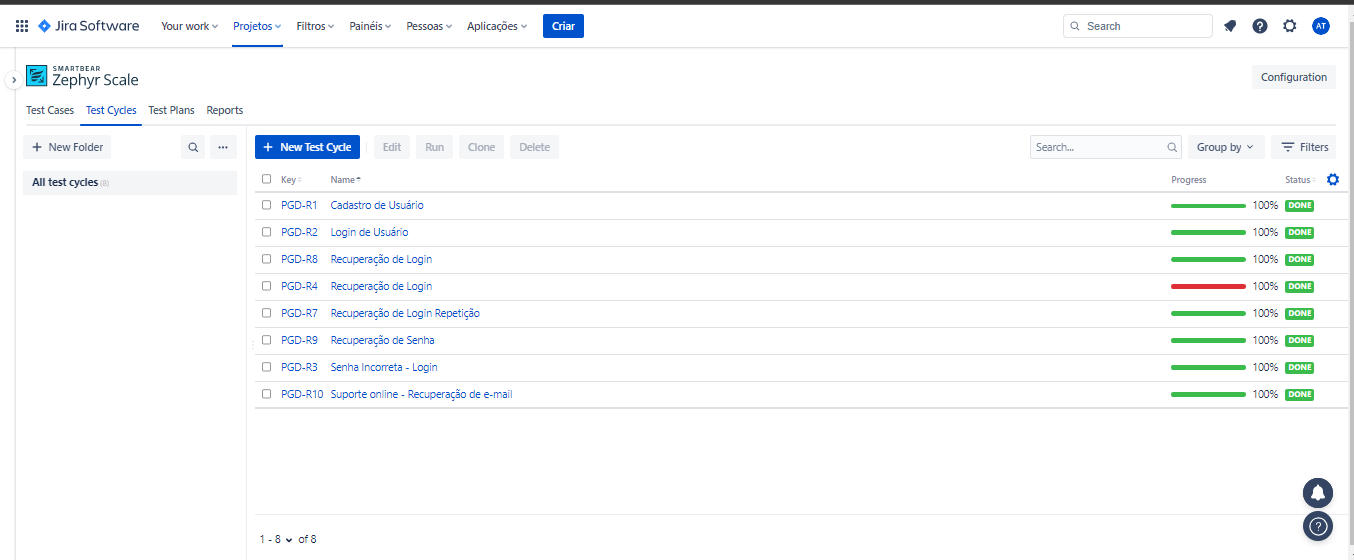 Jira Software Your work Projetos Filtros Painéis Pessoas Aplicações Criar Search AT
SMARTBEAR
Zephyr Scale
Configuration
Test Cases Test Cycles Test Plans Reports
+ New Folder ... + New Test Cycle Edit Run Clone Delete Search... Group by Filters
All test cycles (8)
Key Name Progress Status
PGD-R1 Cadastro de Usuário 100% DONE
PGD-R2 Login de Usuário 100% DONE
PGD-R8 Recuperação de Login 100% DONE
PGD-R4 Recuperação de Login 100% DONE
PGD-R7 Recuperação de Login Repetição 100% DONE
PGD-R9 Recuperação de Senha 100% DONE
PGD-R3 Senha Incorreta - Login 100% DONE
PGD-R10 Suporte online - Recuperação de e-mail 100% DONE
1 - 8 of 8